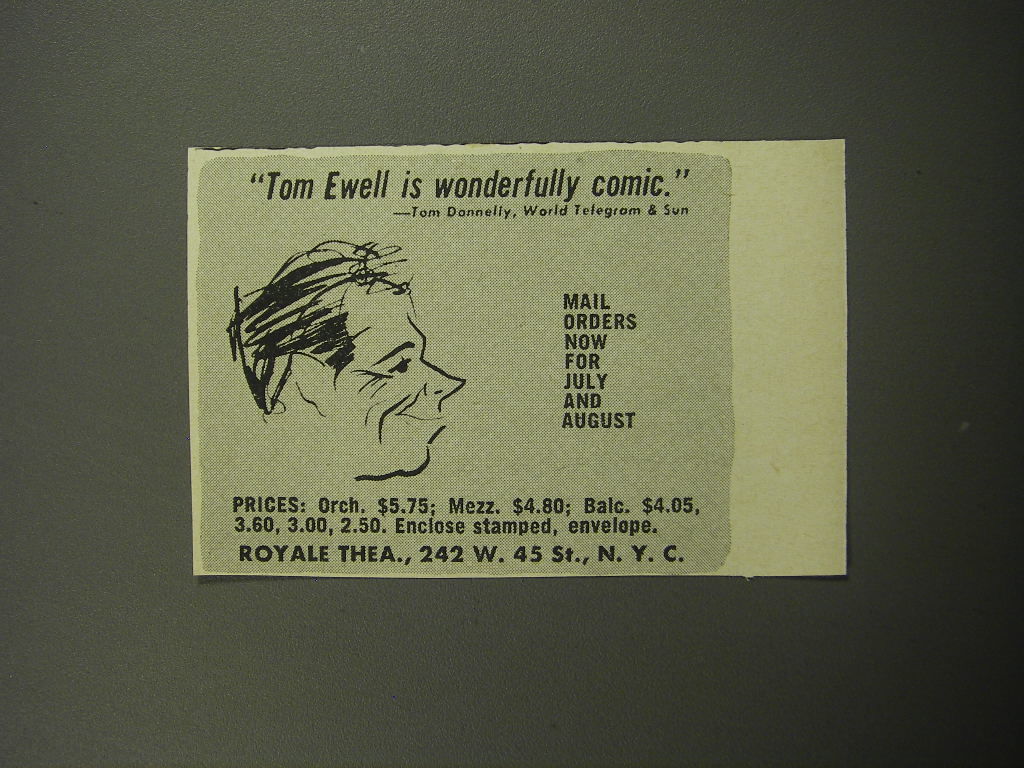 "Tom Ewell is wonderfully comic."
—Tom Donnelly, World Telegram & Sun
MAIL
ORDERS
NOW
FOR
JULY
AND
AUGUST
PRICES: Orch. $5.75; Mezz. $4.80; Balc. $4.05,
3.60, 3.00, 2.50. Enclose stamped, envelope.
ROYALE THEA., 242 W. 45 St., N. Y. C.